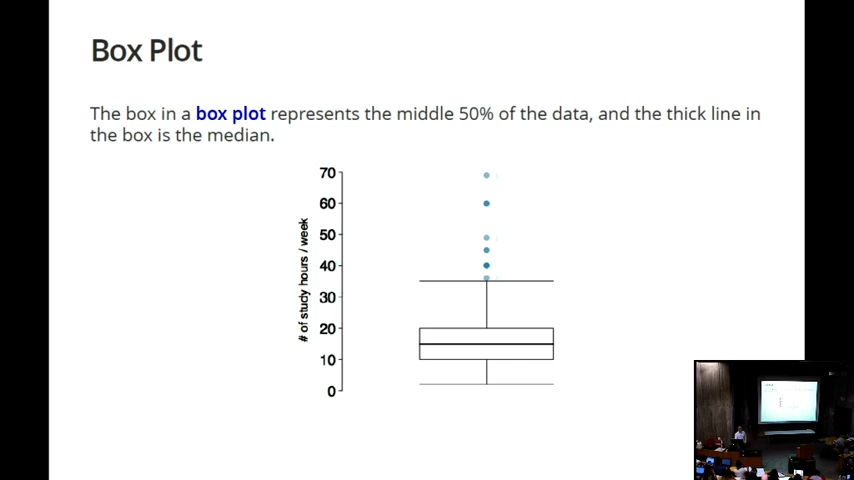 Box Plot
The box in a box plot represents the middle 50% of the data, and the thick line in
the box is the median.
70
60
50
40
30
20
10
0
# of study hours / week